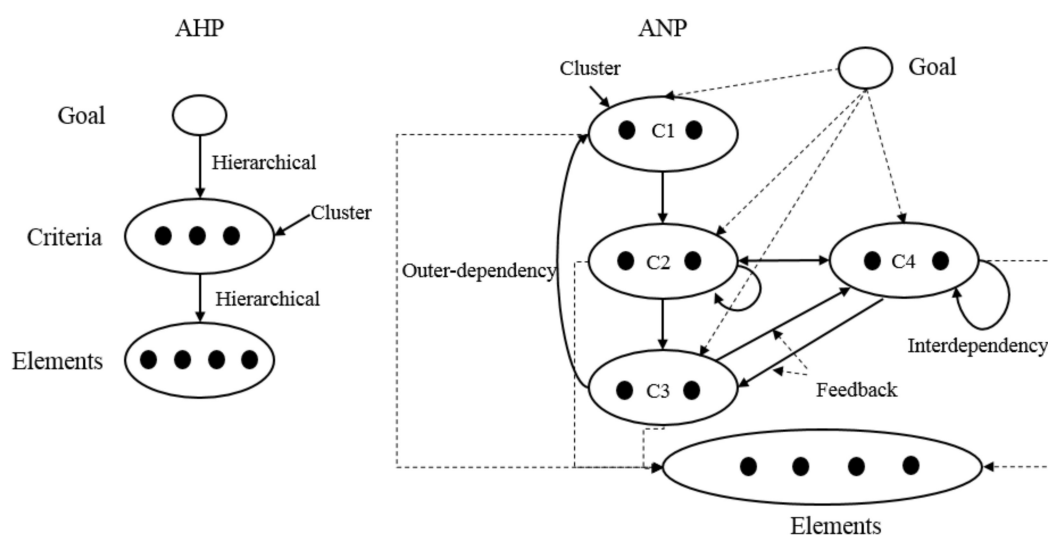 AHP
Goal
Hierarchical
Cluster
Criteria
Hierarchical
Elements
ANP
Goal
Cluster
C1
C2
C4
Outer-dependency
Interdependency
C3
Feedback
Elements